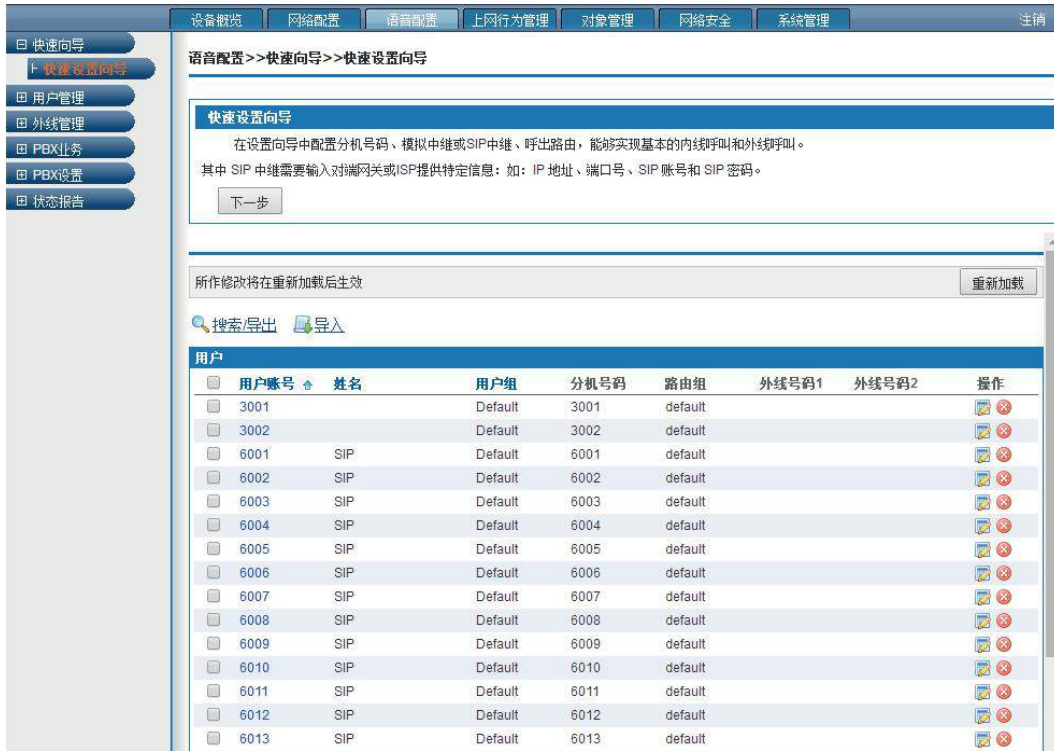 设备概览 网络配置 语音配置 上网行为管理 对象管理 网络安全 系统管理 注销
快速向导
快速设置向导
用户管理
外线管理
PBX业务
PBX设置
状态报告
语音配置>>快速向导>>快速设置向导
快速设置向导
在设置向导中配置分机号码、模拟中继或SIP中继、呼出路由，能够实现基本的内线呼叫和外线呼叫。
其中 SIP 中继需要输入对端网关或ISP提供特定信息：如：IP 地址、端口号、SIP 账号和 SIP 密码。
下一步
所作修改将在重新加载后生效 重新加载
搜索/导出 导入
用户
用户账号 姓名 用户组 分机号码 路由组 外线号码1 外线号码2 操作
3001 Default 3001 default
3002 Default 3002 default
6001 SIP Default 6001 default
6002 SIP Default 6002 default
6003 SIP Default 6003 default
6004 SIP Default 6004 default
6005 SIP Default 6005 default
6006 SIP Default 6006 default
6007 SIP Default 6007 default
6008 SIP Default 6008 default
6009 SIP Default 6009 default
6010 SIP Default 6010 default
6011 SIP Default 6011 default
6012 SIP Default 6012 default
6013 SIP Default 6013 default